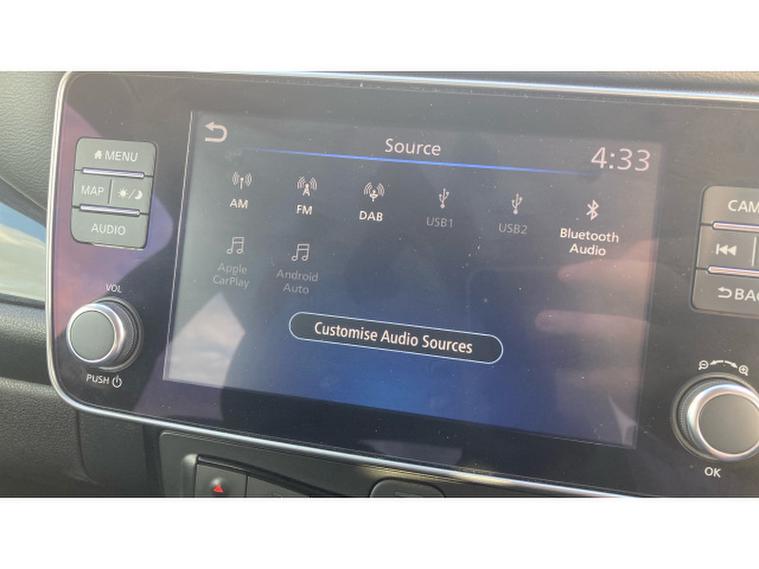 MENU
MAP
AUDIO
VOL
PUSH
Source
4:33
AM
FM
DAB
USB1
USB2
Bluetooth
Audio
Apple
CarPlay
Android
Auto
Customise Audio Sources
CAM
BAC
OK